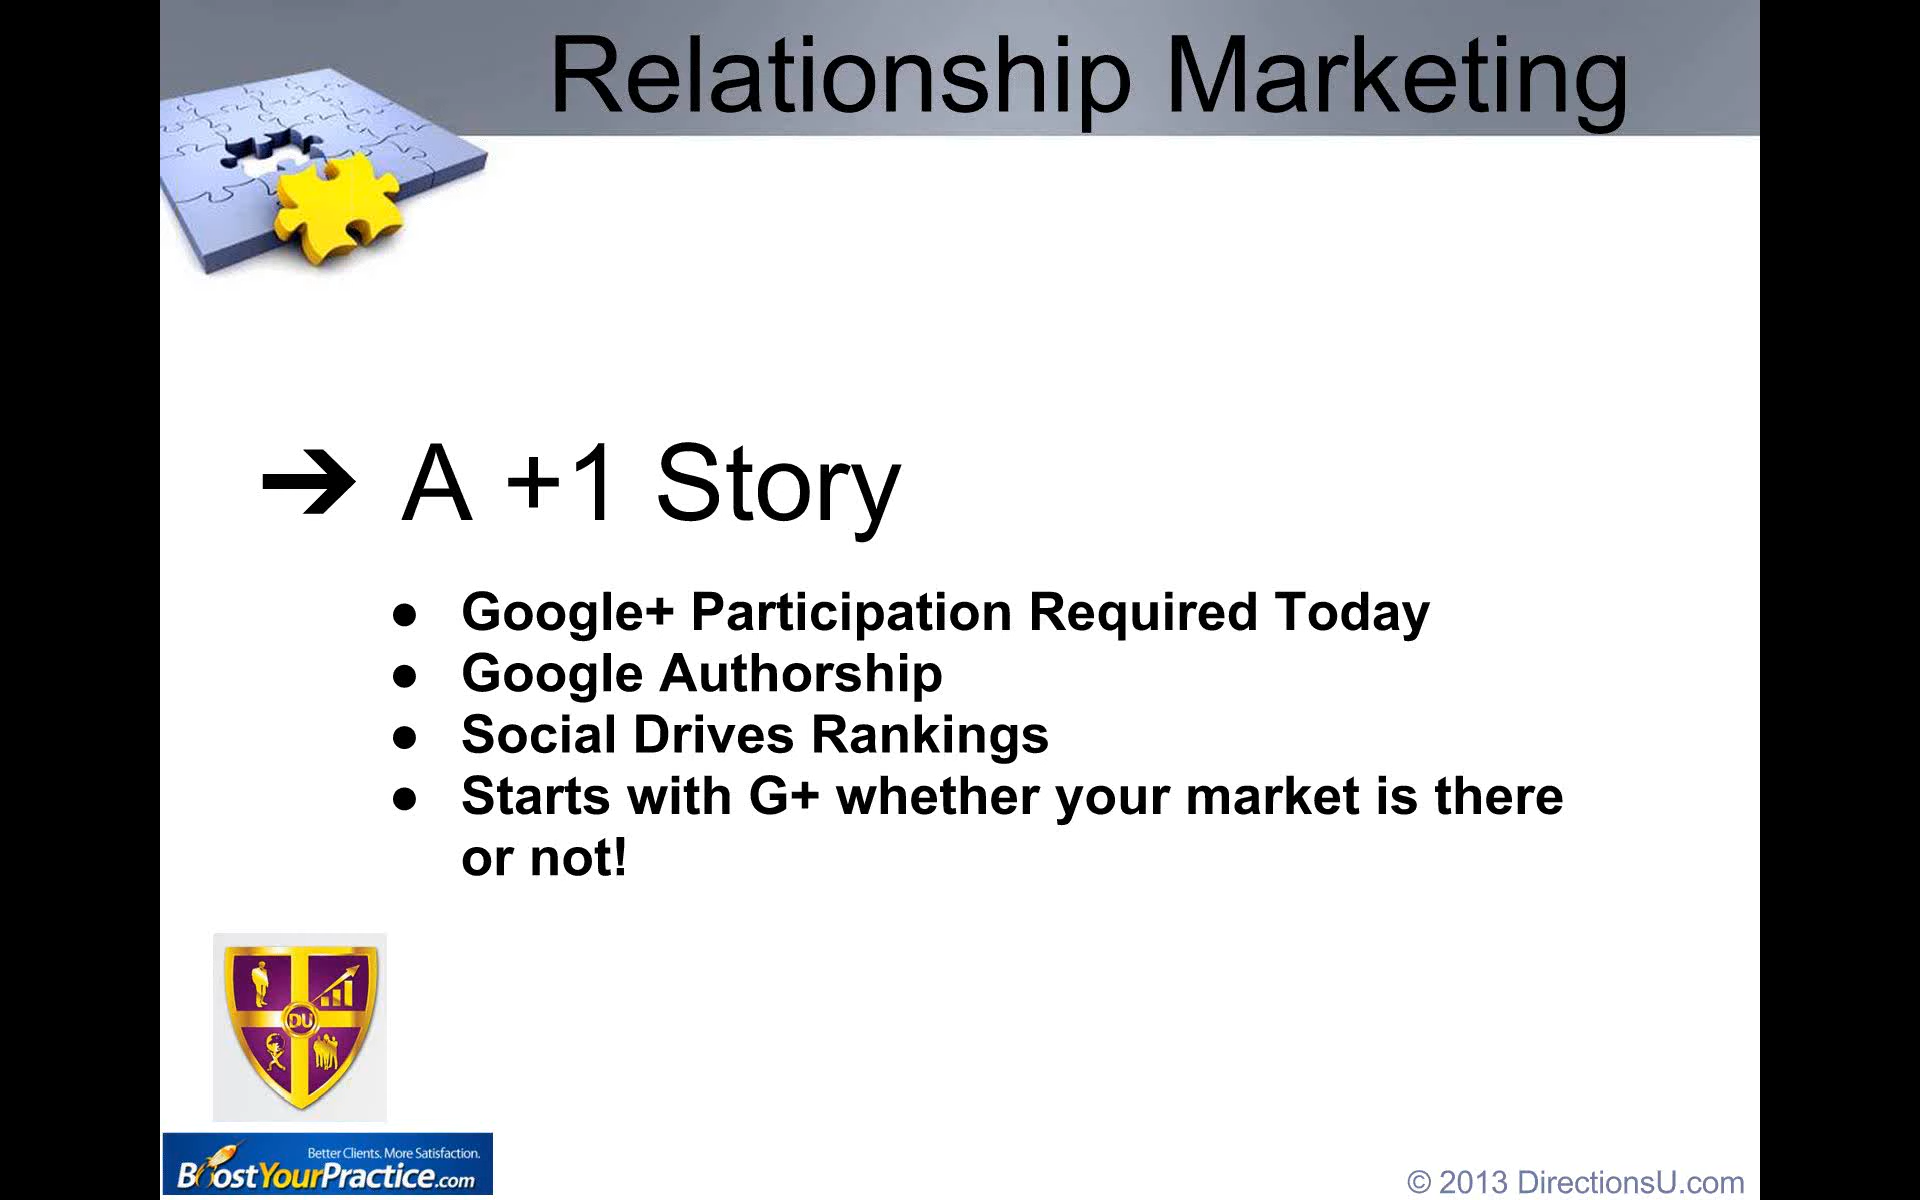 Relationship Marketing
➔ A +1 Story
● Google+ Participation Required Today
● Google Authorship
● Social Drives Rankings
● Starts with G+ whether your market is there
or not!
DU
Better Clients. More Satisfaction.
BoostYourPractice.com
© 2013 DirectionsU.com